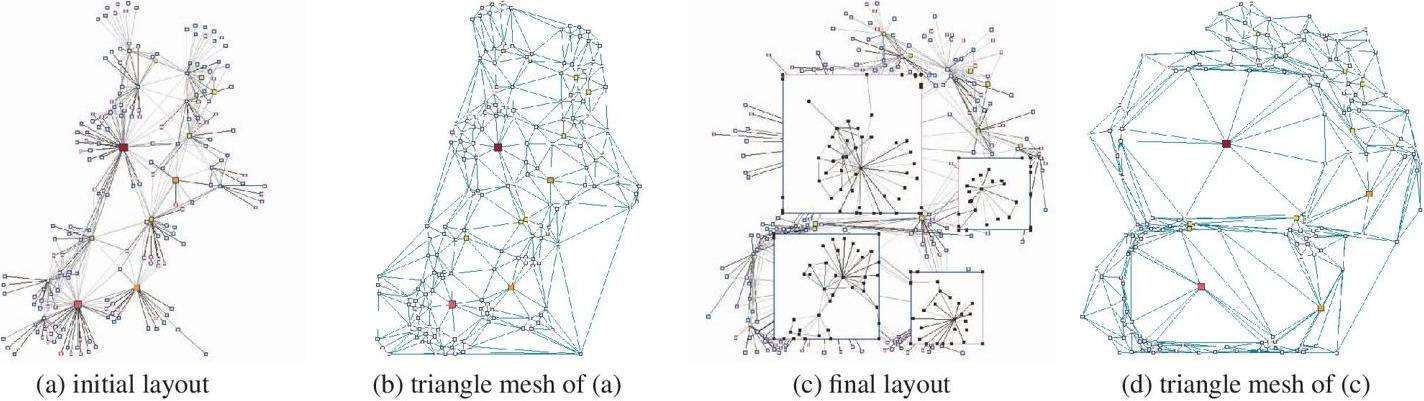 (a) initial layout
(b) triangle mesh of (a)
(c) final layout
(d) triangle mesh of (c)